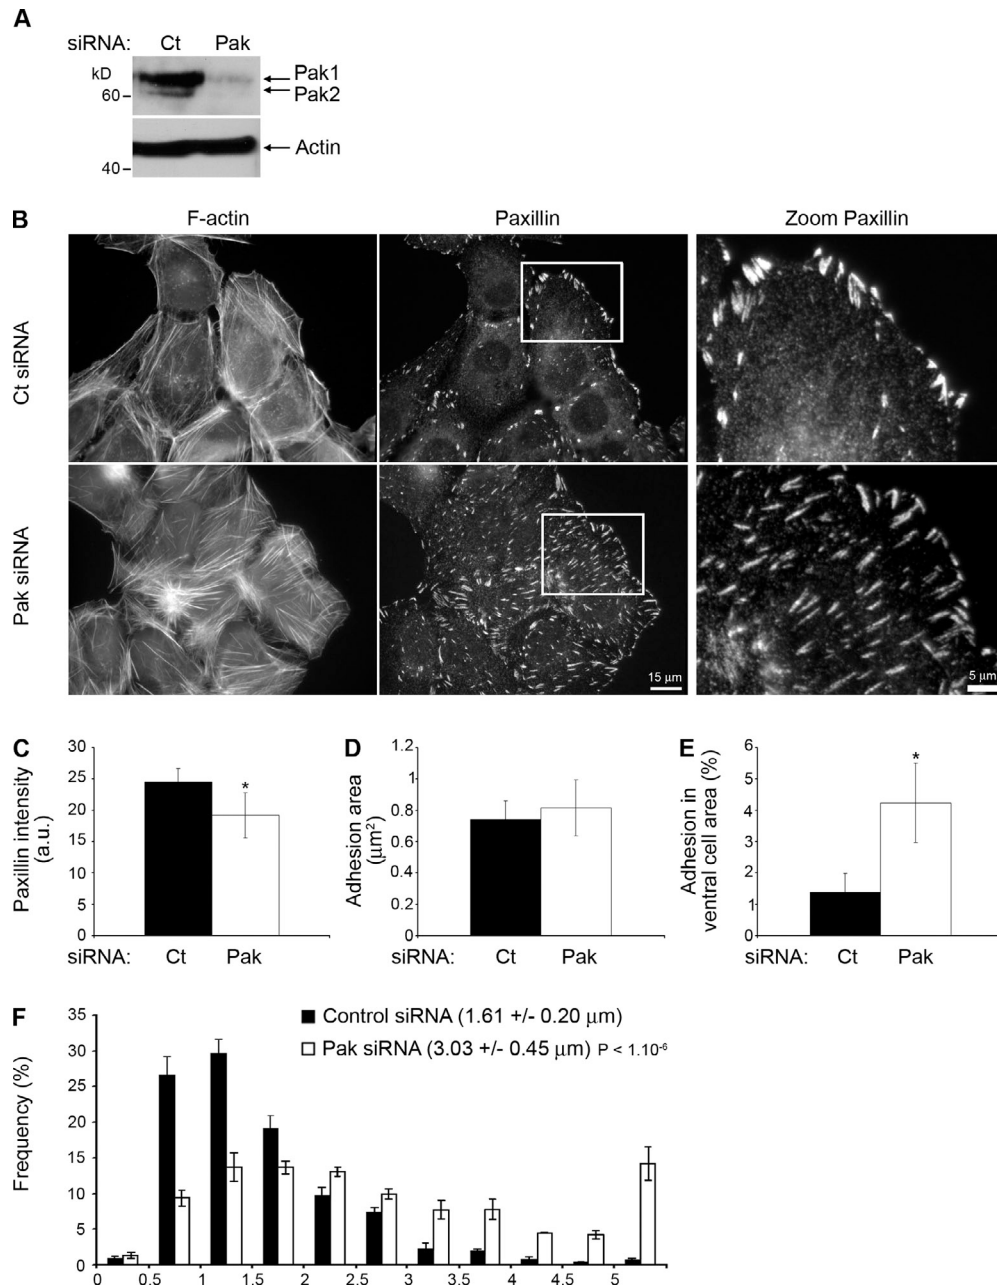 A
siRNA: Ct Pak
kD
Pak1
60
Pak2
Actin
40
B
F-actin Paxillin Zoom Paxillin
Ct siRNA
Pak siRNA
15 μm
5 μm
C
Paxillin intensity
(a.u.)
30
25
20
15
10
5
0
*
siRNA: Ct Pak
D
Adhesion area
(μm²)
1.2
1
0.8
0.6
0.4
0.2
0
siRNA: Ct Pak
E
Adhesion in
ventral cell area (%)
6
5
4
3
2
1
0
*
siRNA: Ct Pak
F
Frequency (%)
35
30
25
20
15
10
5
0
Control siRNA (1.61 +/- 0.20 μm)
Pak siRNA (3.03 +/- 0.45 μm) P < 1.10⁻⁶
0 0.5 1 1.5 2 2.5 3 3.5 4 4.5 5